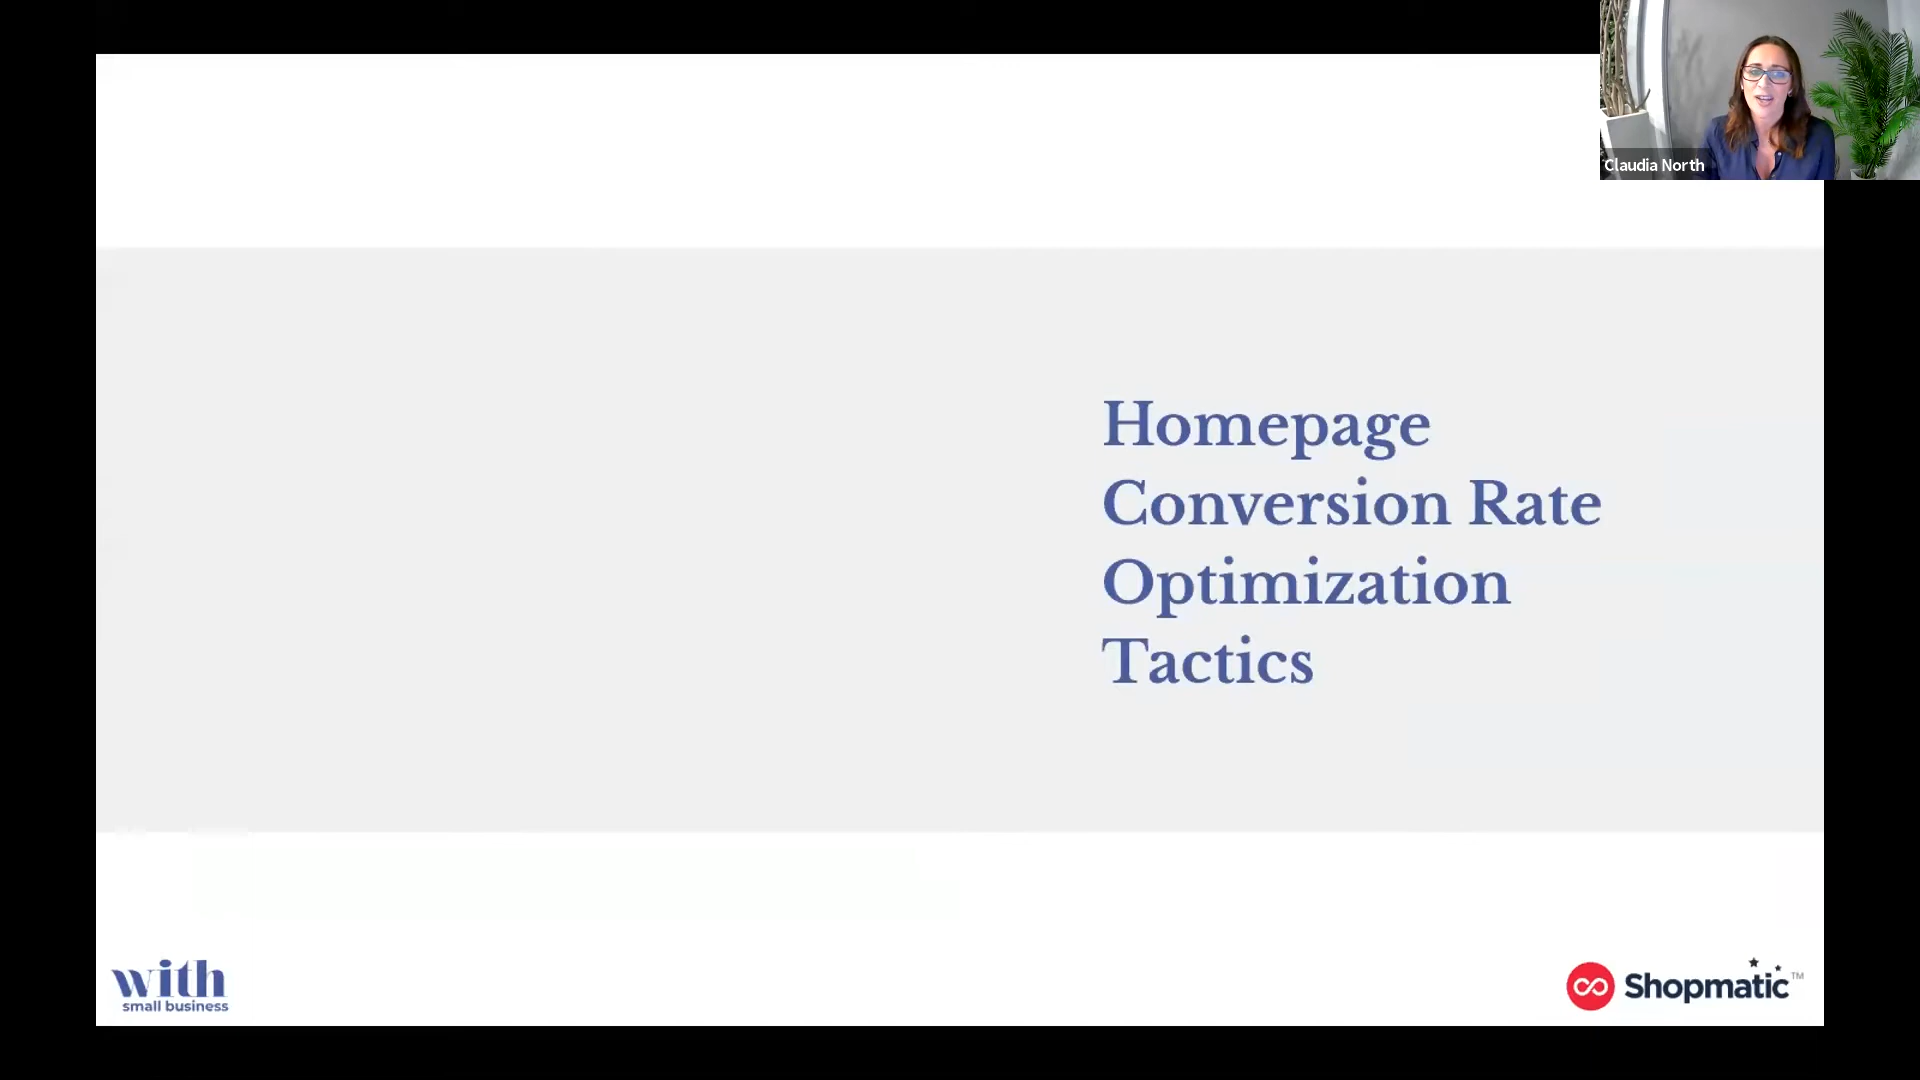 Claudia North
Homepage
Conversion Rate
Optimization
Tactics
with
small business
Shopmatic™